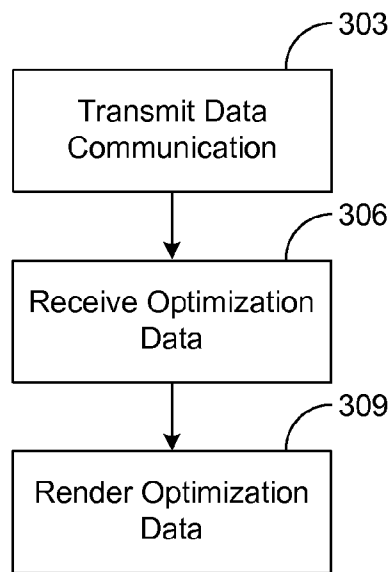 303
Transmit Data
Communication
306
Receive Optimization
Data
309
Render Optimization
Data